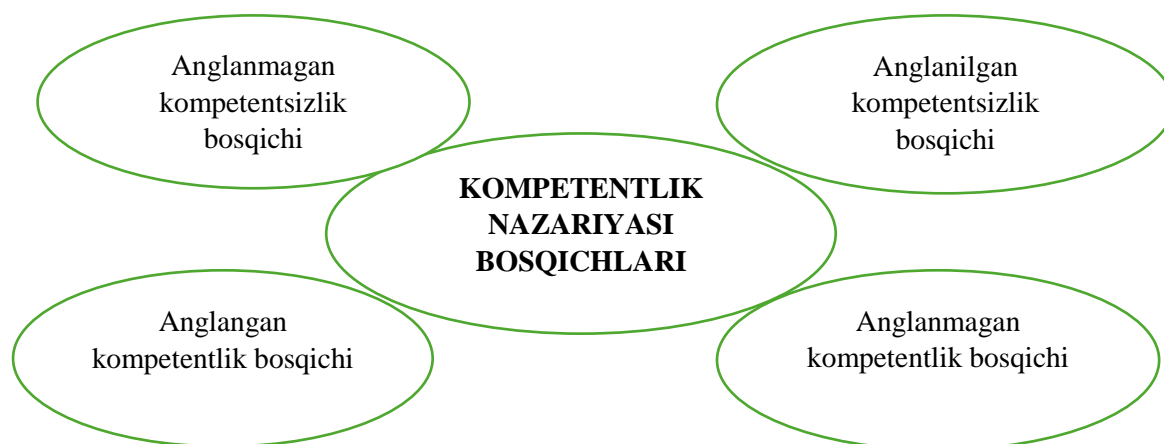 Anglanmagan
kompetentsizlik
bosqichi
Anglanilgan
kompetentsizlik
bosqichi
KOMPETENTLIK
NAZARIYASI
BOSQICHLARI
Anglangan
kompetentlik bosqichi
Anglanmagan
kompetentlik bosqichi